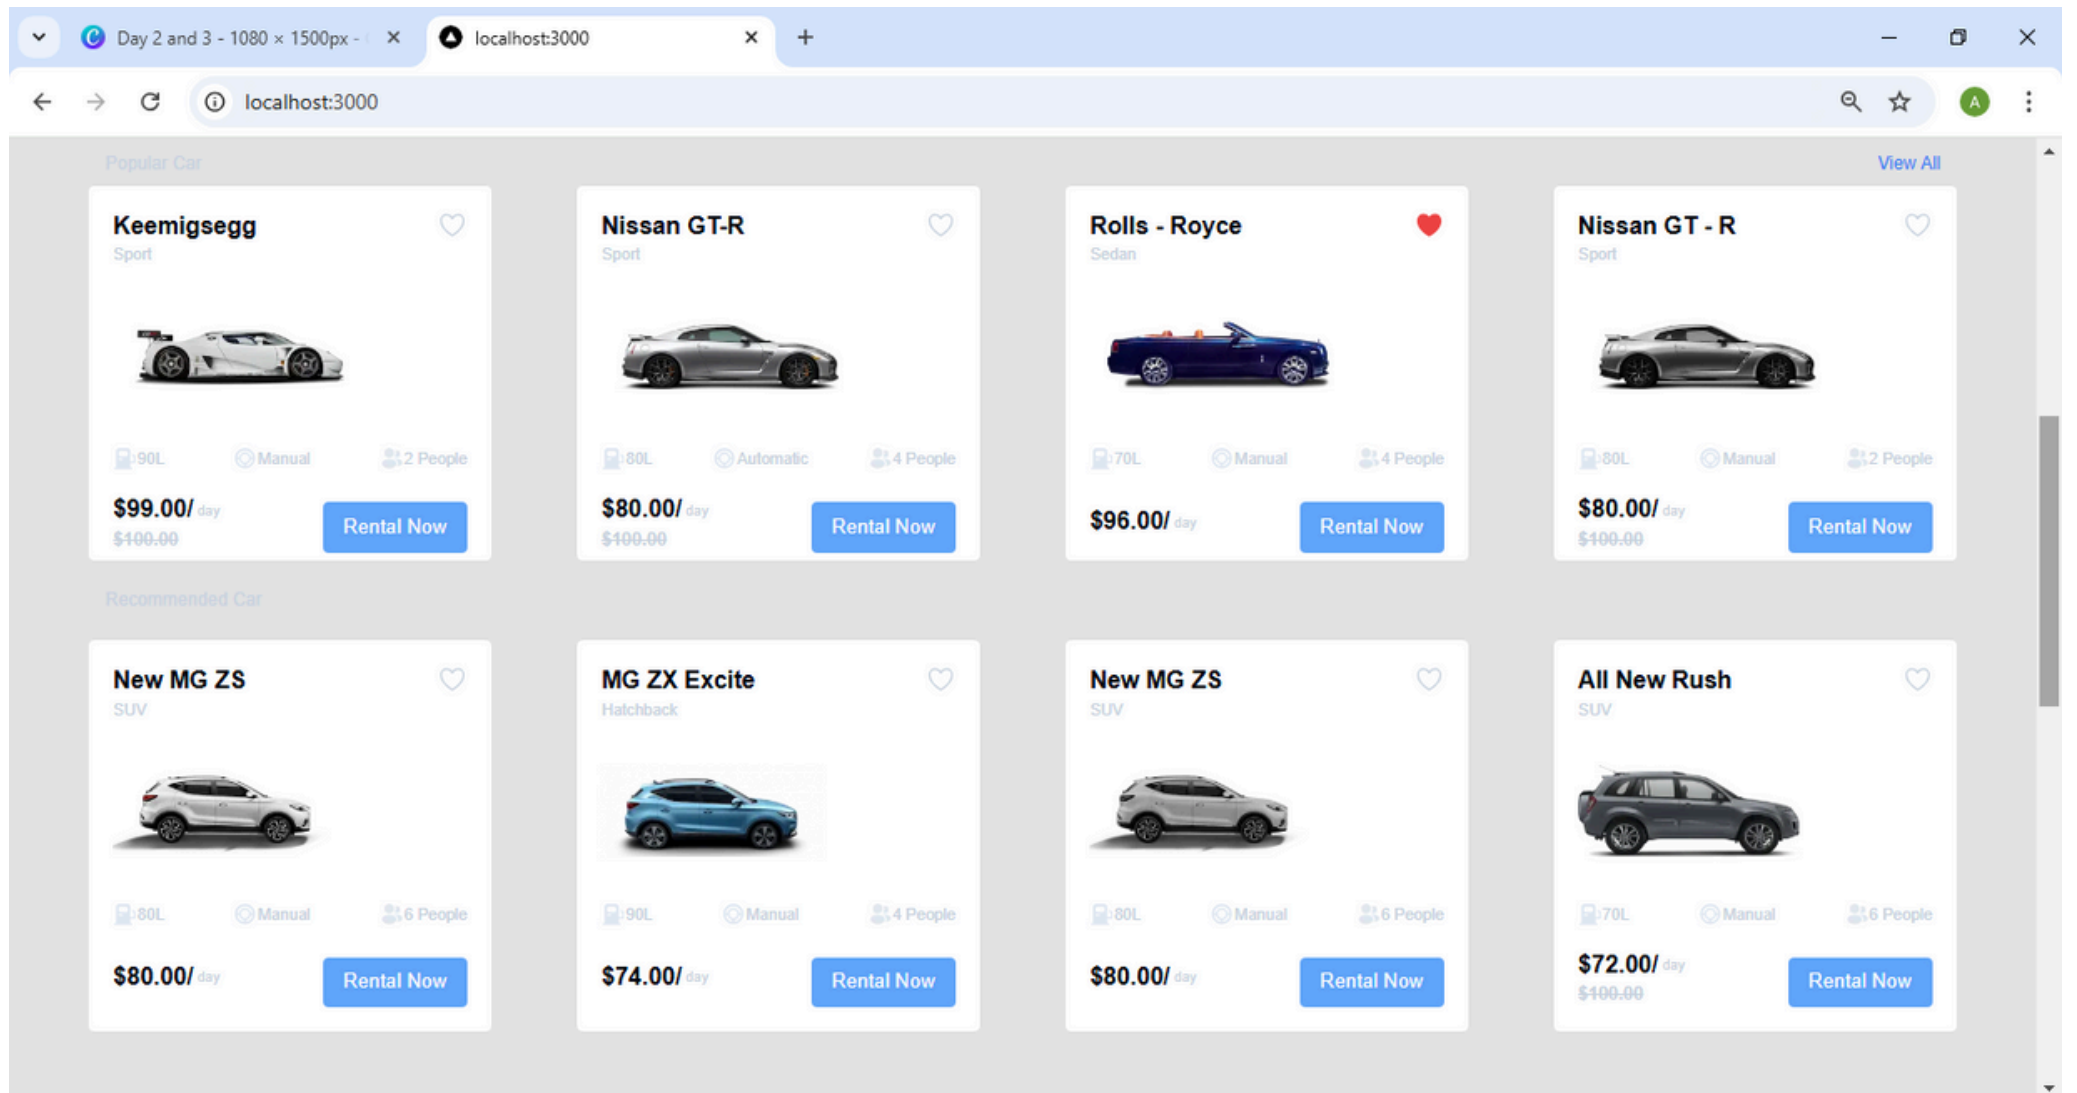 Day 2 and 3 - 1080 × 1500px -
localhost:3000
localhost:3000
A
Popular Car
View All
Keemigsegg
Sport
90L
Manual
2 People
$99.00/ day
$100.00
Rental Now
Nissan GT-R
Sport
80L
Automatic
4 People
$80.00/ day
$100.00
Rental Now
Rolls - Royce
Sedan
70L
Manual
4 People
$96.00/ day
Rental Now
Nissan GT - R
Sport
80L
Manual
2 People
$80.00/ day
$100.00
Rental Now
Recommended Car
New MG ZS
SUV
80L
Manual
6 People
$80.00/ day
Rental Now
MG ZX Excite
Hatchback
90L
Manual
4 People
$74.00/ day
Rental Now
New MG ZS
SUV
80L
Manual
6 People
$80.00/ day
Rental Now
All New Rush
SUV
70L
Manual
6 People
$72.00/ day
$100.00
Rental Now